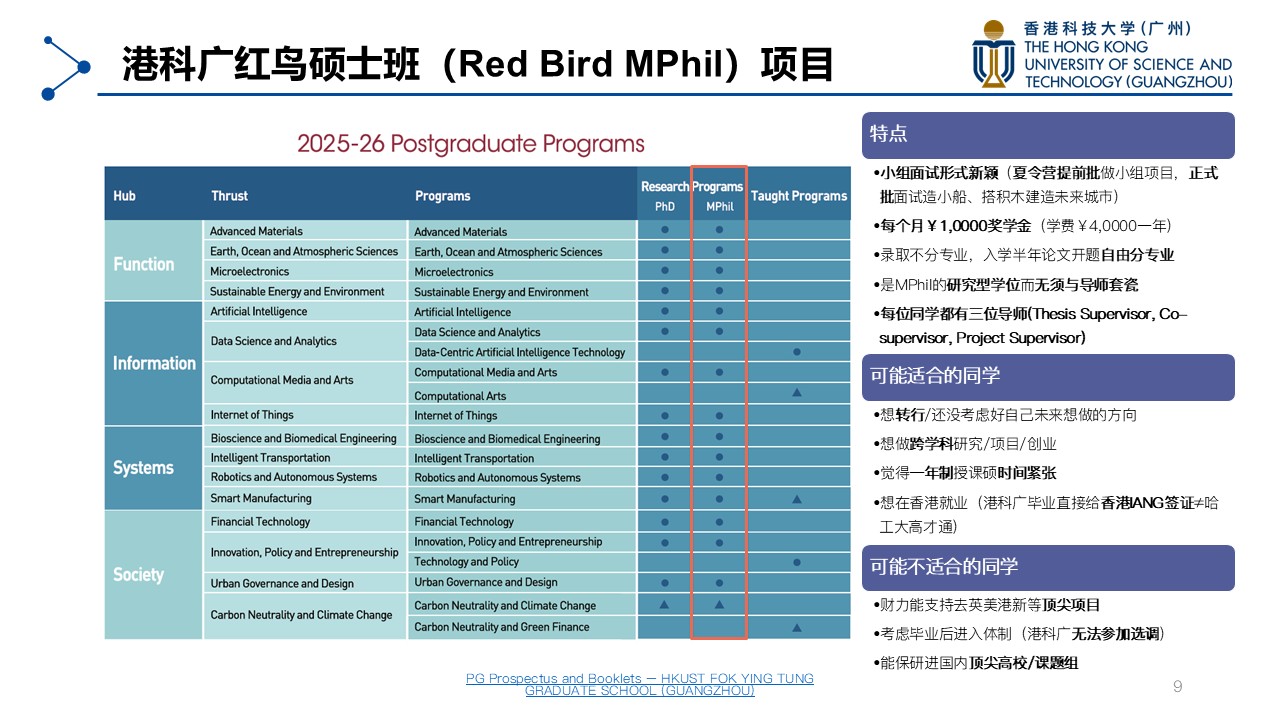 港科广红鸟硕士班（Red Bird MPhil）项目
香港科技大学(广州)
THE HONG KONG
UNIVERSITY OF SCIENCE AND
TECHNOLOGY (GUANGZHOU)
2025-26 Postgraduate Programs
Hub Thrust Programs Research Programs Taught Programs
PhD MPhil
Function
Advanced Materials Advanced Materials ● ●
Earth, Ocean and Atmospheric Sciences Earth, Ocean and Atmospheric Sciences ● ●
Microelectronics Microelectronics ● ●
Sustainable Energy and Environment Sustainable Energy and Environment ● ●
Information
Artificial Intelligence Artificial Intelligence ● ●
Data Science and Analytics Data Science and Analytics ● ●
Data-Centric Artificial Intelligence Technology ●
Computational Media and Arts Computational Media and Arts ● ●
Computational Arts ▲
Internet of Things Internet of Things ● ●
Systems
Bioscience and Biomedical Engineering Bioscience and Biomedical Engineering ● ●
Intelligent Transportation Intelligent Transportation ● ●
Robotics and Autonomous Systems Robotics and Autonomous Systems ● ●
Smart Manufacturing Smart Manufacturing ● ● ▲
Society
Financial Technology Financial Technology ● ●
Innovation, Policy and Entrepreneurship Innovation, Policy and Entrepreneurship ● ●
Technology and Policy ●
Urban Governance and Design Urban Governance and Design ● ●
Carbon Neutrality and Climate Change Carbon Neutrality and Climate Change ▲ ▲
Carbon Neutrality and Green Finance ▲
PG Prospectus and Booklets – HKUST FOK YING TUNG
GRADUATE SCHOOL (GUANGZHOU)
特点
•小组面试形式新颖（夏令营提前批做小组项目，正式
批面试造小船、搭积木建造未来城市）
•每个月￥1,0000奖学金（学费￥4,0000一年）
•录取不分专业，入学半年论文开题自由分专业
•是MPhil的研究型学位而无须与导师套瓷
•每位同学都有三位导师(Thesis Supervisor, Co–
supervisor, Project Supervisor)
可能适合的同学
•想转行/还没考虑好自己未来想做的方向
•想做跨学科研究/项目/创业
•觉得一年制授课硕时间紧张
•想在香港就业（港科广毕业直接给香港IANG签证≠哈
工大高才通）
可能不适合的同学
•财力能支持去英美港新等顶尖项目
•考虑毕业后进入体制（港科广无法参加选调）
•能保研进国内顶尖高校/课题组
9